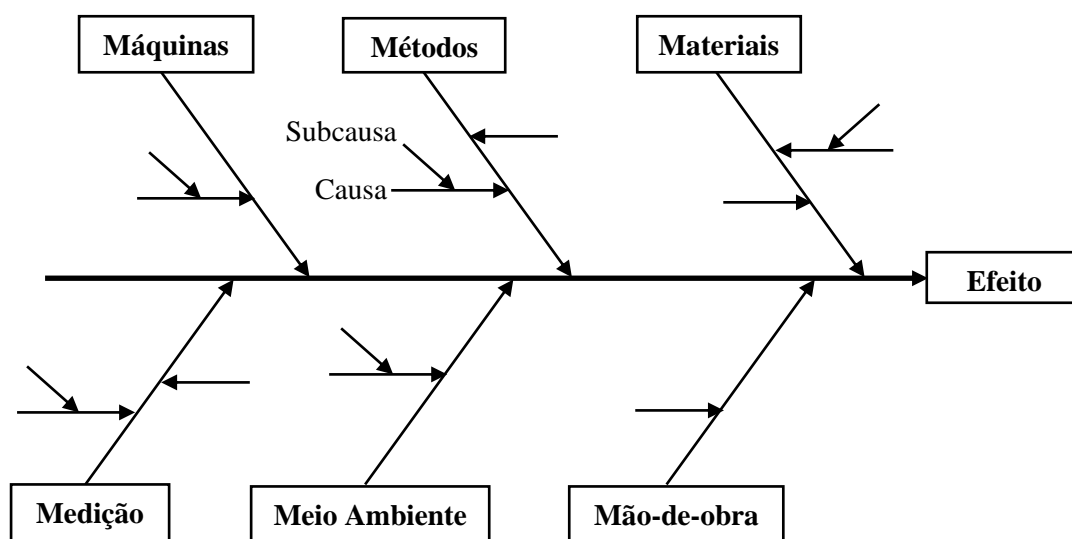 Máquinas
Métodos
Materiais
Subcausa
Causa
Efeito
Medição
Meio Ambiente
Mão-de-obra